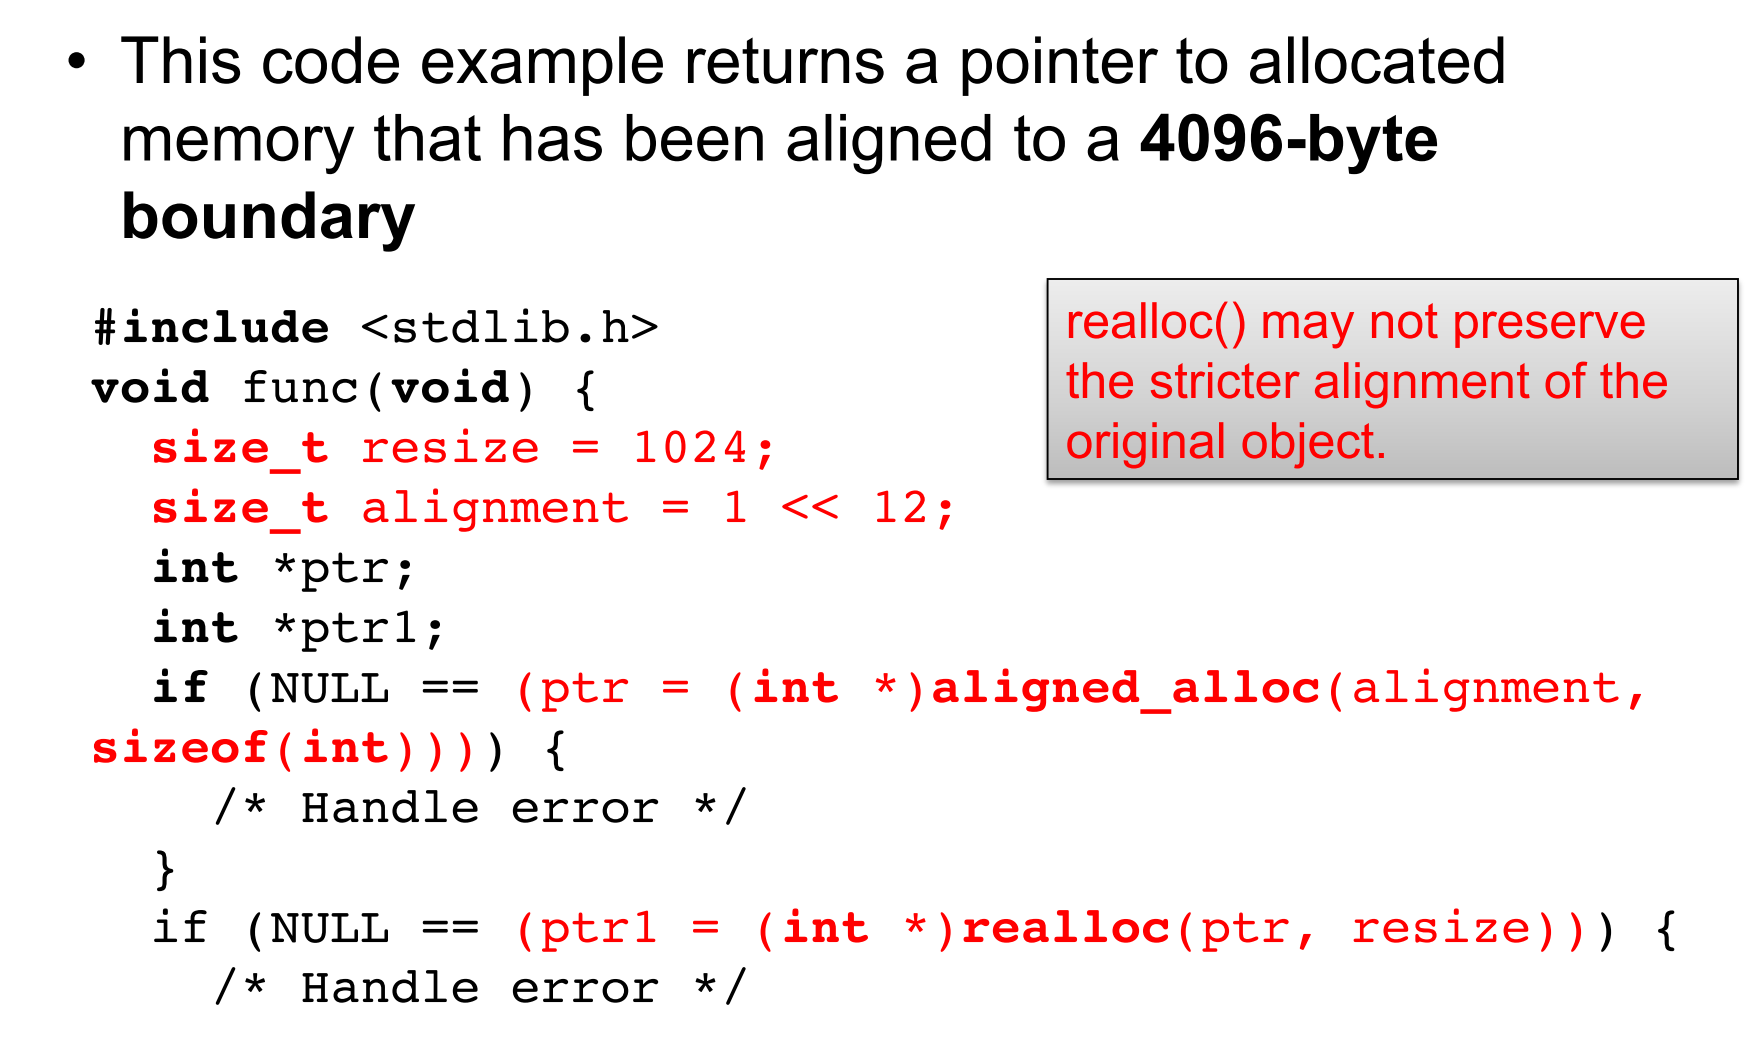 • This code example returns a pointer to allocated
memory that has been aligned to a 4096-byte
boundary
realloc() may not preserve
the stricter alignment of the
original object.
#include <stdlib.h>
void func(void) {
  size_t resize = 1024;
  size_t alignment = 1 << 12;
  int *ptr;
  int *ptr1;
  if (NULL == (ptr = (int *)aligned_alloc(alignment,
sizeof(int)))) {
    /* Handle error */
  }
  if (NULL == (ptr1 = (int *)realloc(ptr, resize))) {
    /* Handle error */